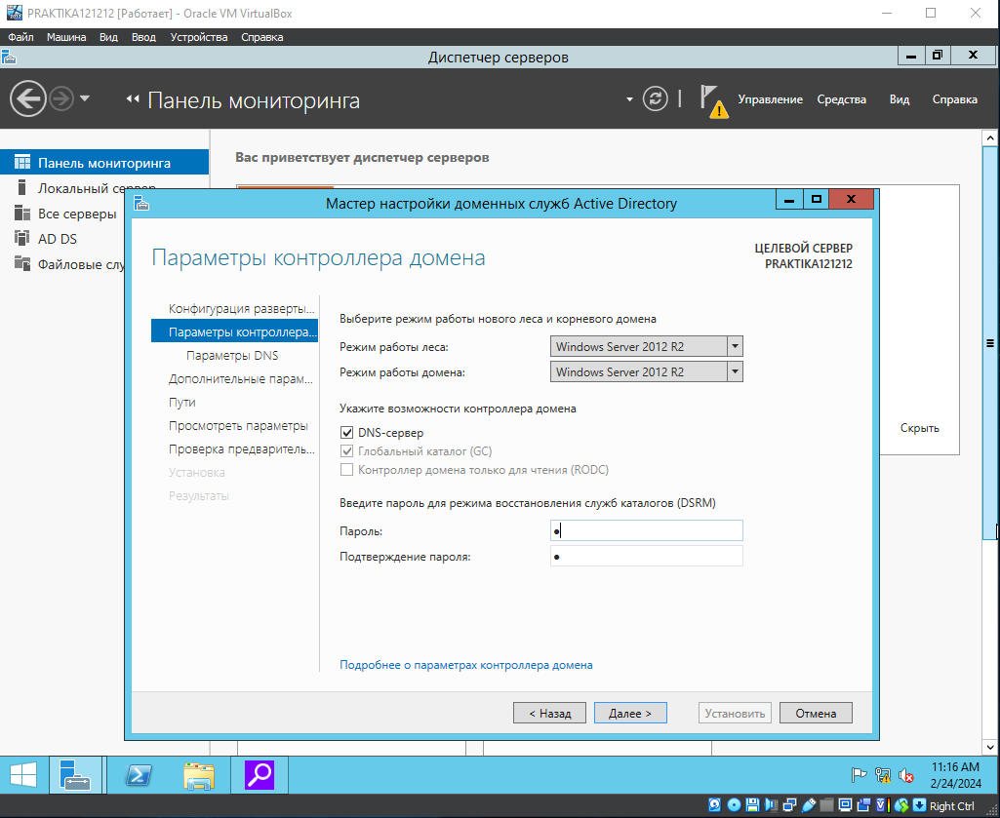 PRAKTIKA121212 [Работает] - Oracle VM VirtualBox
Файл Машина Вид Ввод Устройства Справка
Диспетчер серверов
Панель мониторинга
Управление Средства Вид Справка
Панель мониторинга
Локальный сервер
Все серверы
AD DS
Файловые слу
Вас приветствует диспетчер серверов
Скрыть
Мастер настройки доменных служб Active Directory
Параметры контроллера домена
ЦЕЛЕВОЙ СЕРВЕР
PRAKTIKA121212
Конфигурация разверты...
Параметры контроллера...
Параметры DNS
Дополнительные парам...
Пути
Просмотреть параметры
Проверка предваритель...
Установка
Результаты
Выберите режим работы нового леса и корневого домена
Режим работы леса: Windows Server 2012 R2
Режим работы домена: Windows Server 2012 R2
Укажите возможности контроллера домена
DNS-сервер
Глобальный каталог (GC)
Контроллер домена только для чтения (RODC)
Введите пароль для режима восстановления служб каталогов (DSRM)
Пароль: ●
Подтверждение пароля: ●
Подробнее о параметрах контроллера домена
< Назад Далее > Установить Отмена
11:16 AM
2/24/2024
Right Ctrl